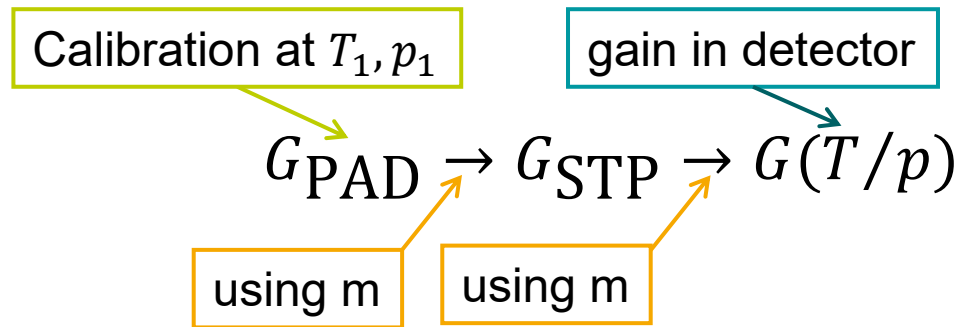 Calibration at T₁, p₁
gain in detector
G_PAD → G_STP → G(T/p)
using m
using m